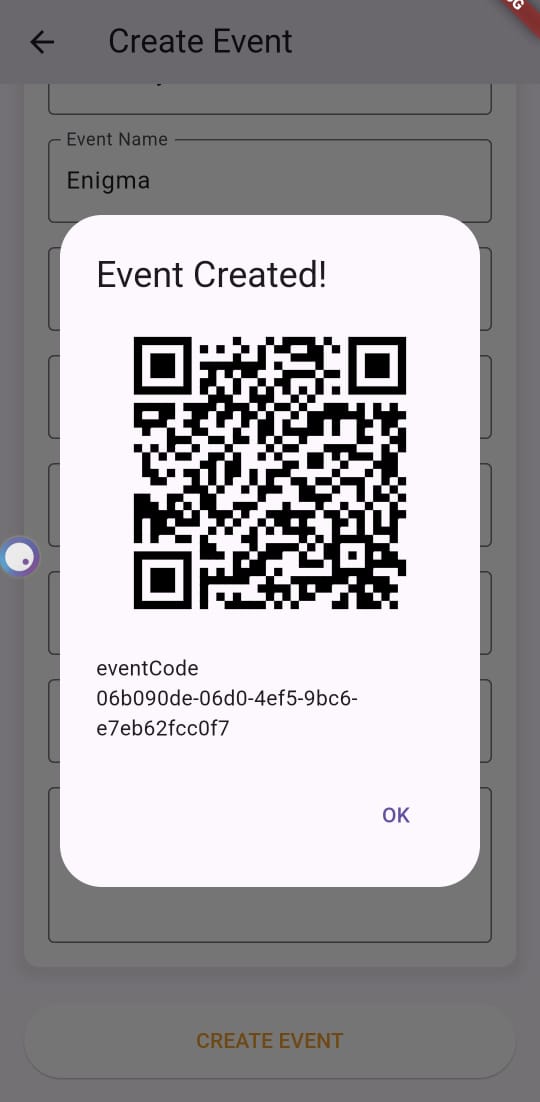 Create Event
Event Name
Enigma
Event Created!
eventCode
06b090de-06d0-4ef5-9bc6-
e7eb62fcc0f7
OK
CREATE EVENT